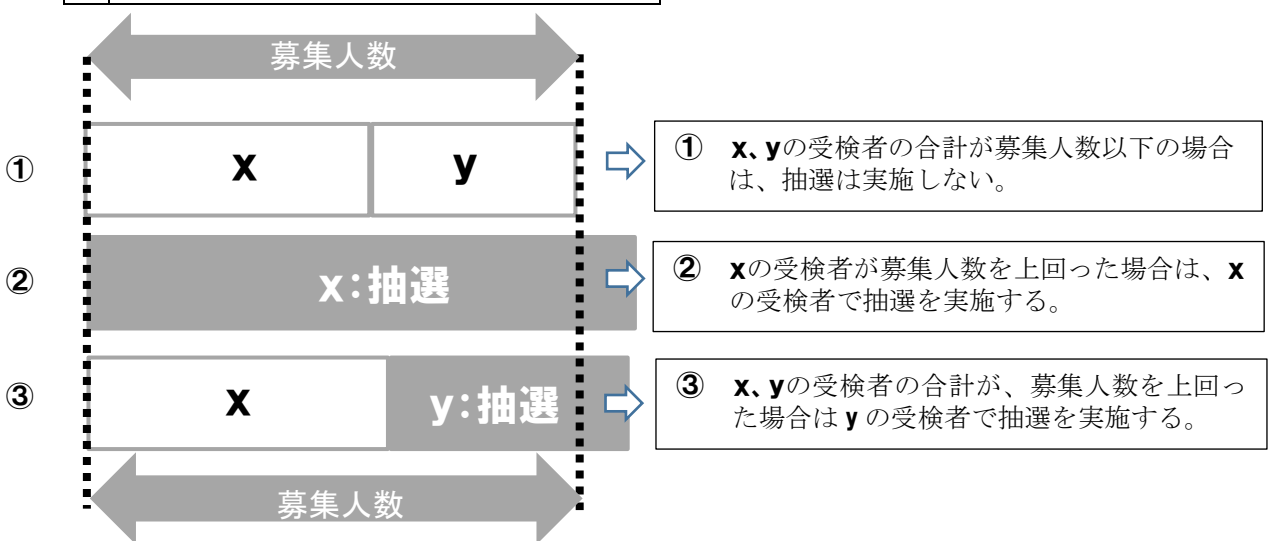 募集人数
①
x
y
① x、yの受検者の合計が募集人数以下の場合
は、抽選は実施しない。
②
x:抽選
② xの受検者が募集人数を上回った場合は、x
の受検者で抽選を実施する。
③
x
y:抽選
③ x、yの受検者の合計が、募集人数を上回っ
た場合は y の受検者で抽選を実施する。
募集人数